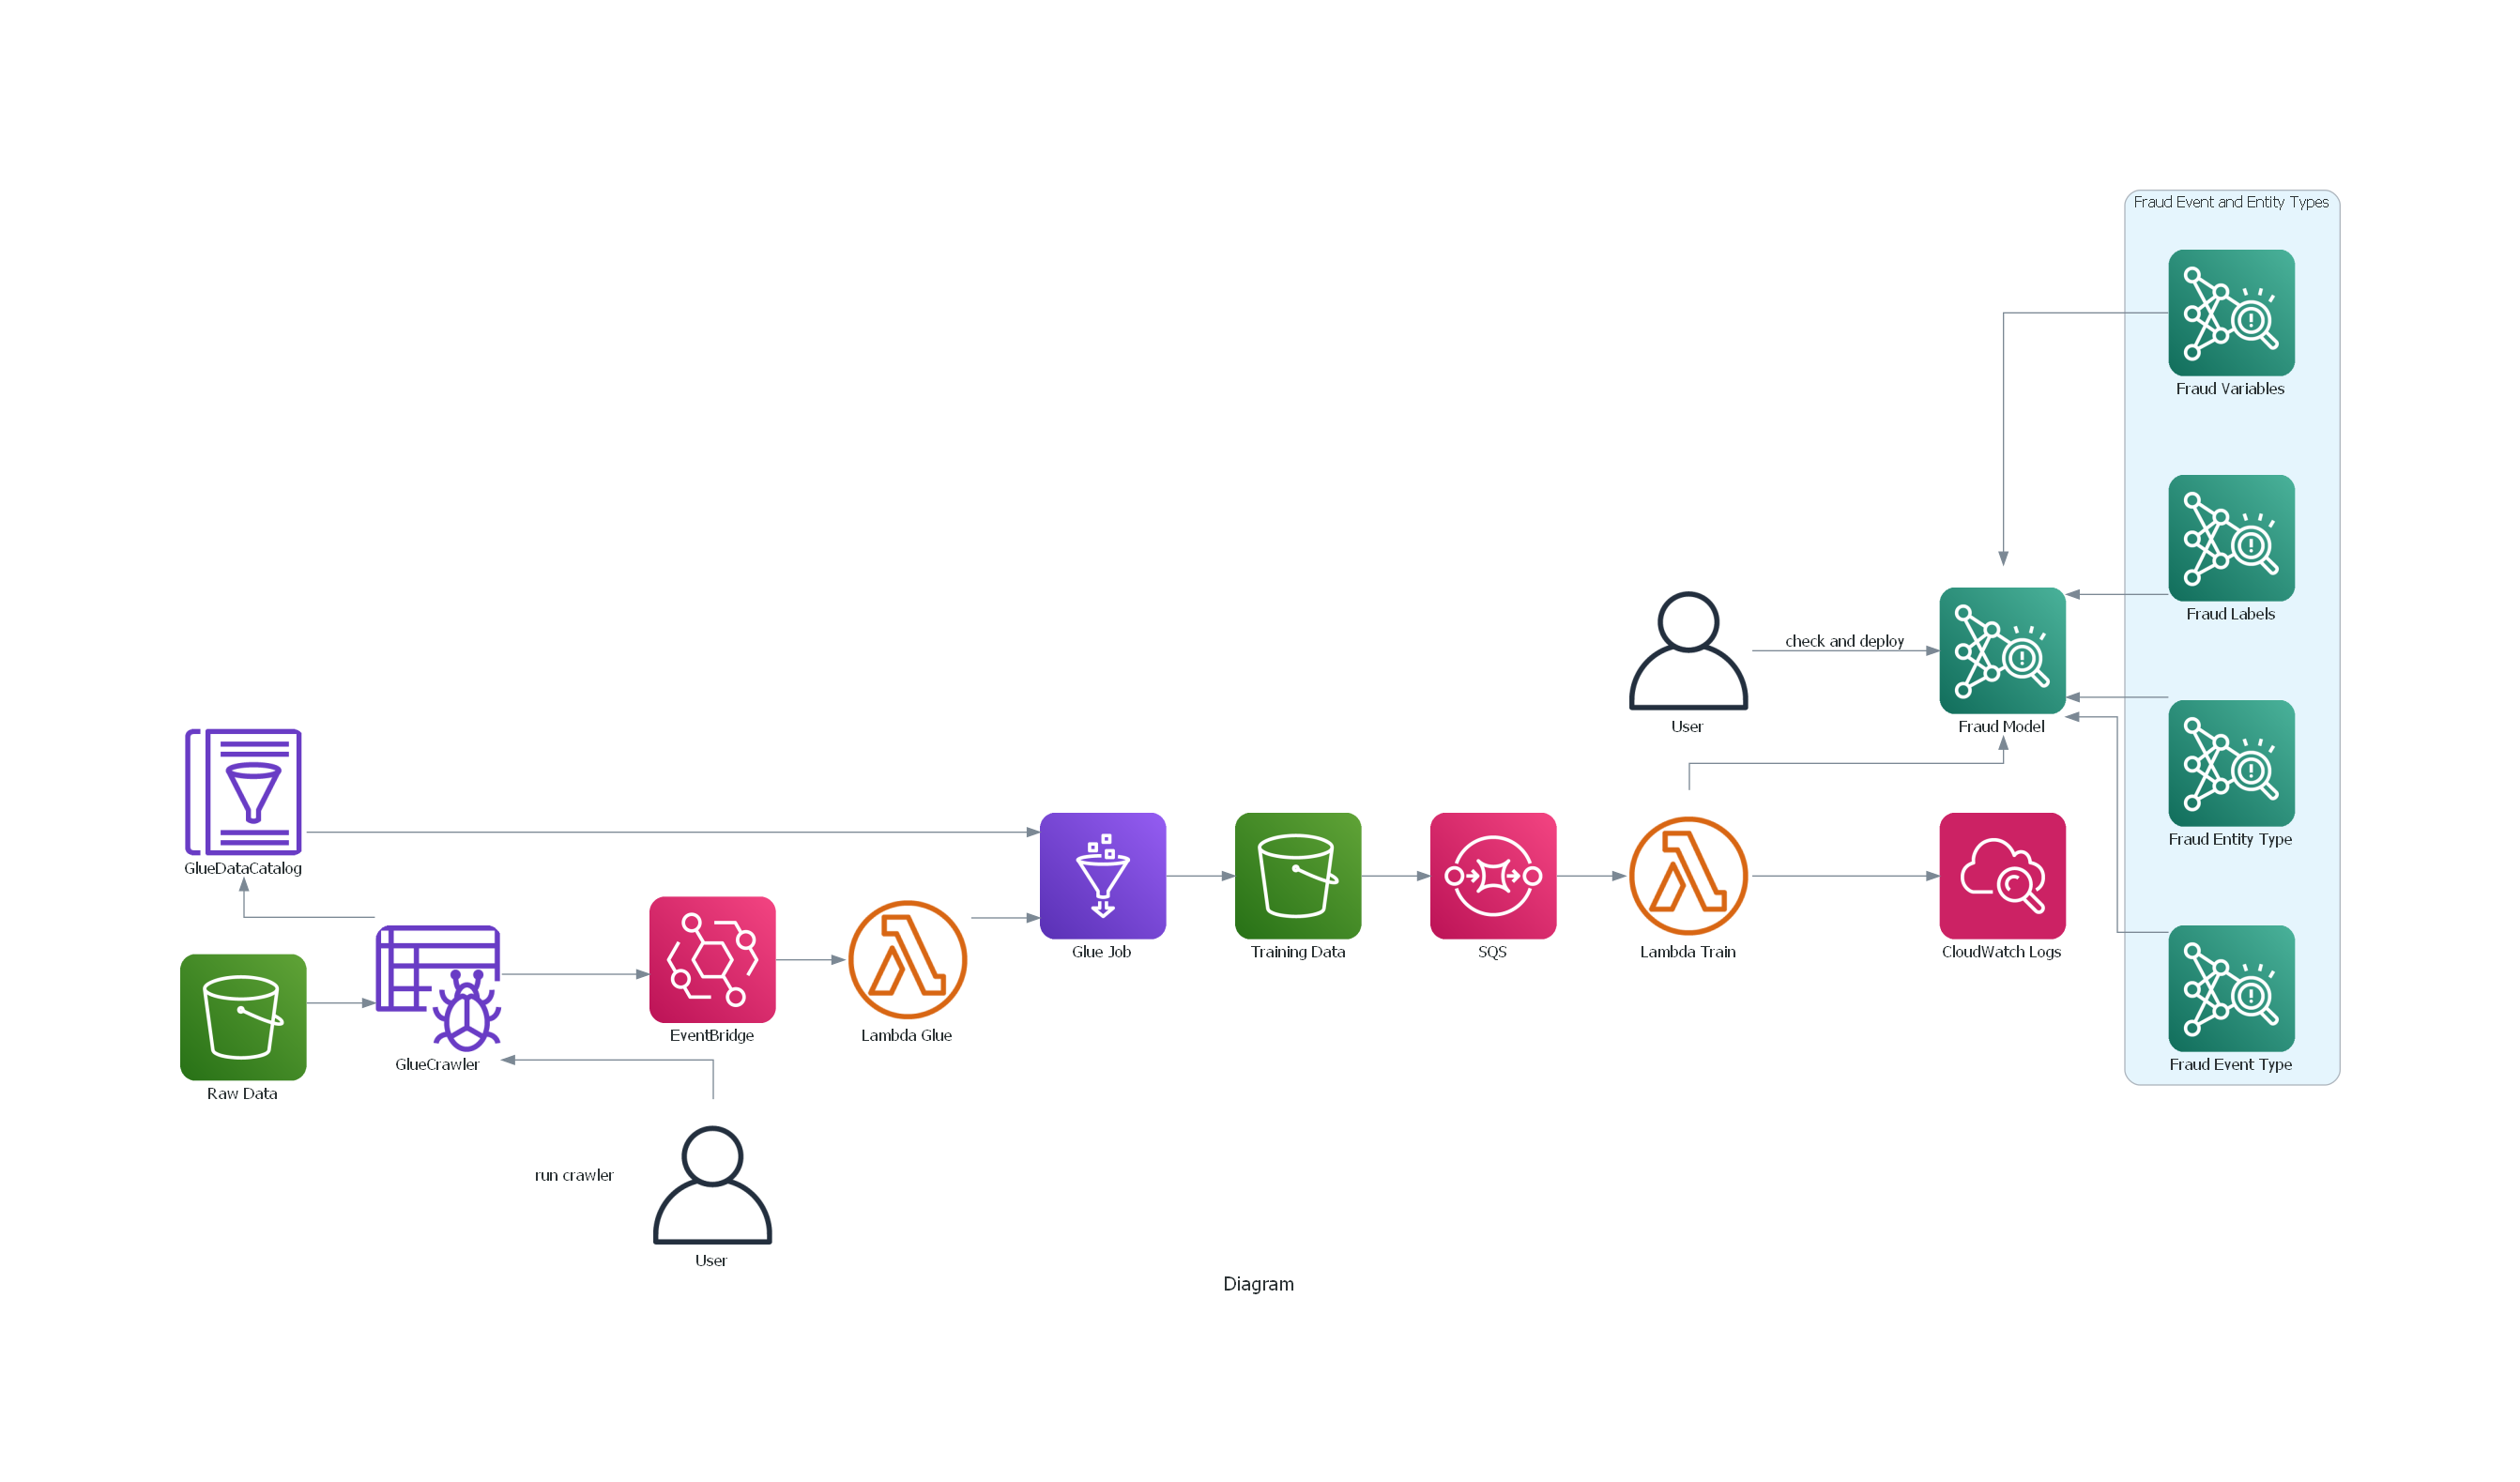 Fraud Event and Entity Types
Fraud Variables
Fraud Labels
check and deploy
User
Fraud Model
Fraud Entity Type
GlueDataCatalog
Glue Job
Training Data
SQS
Lambda Train
CloudWatch Logs
EventBridge
Lambda Glue
GlueCrawler
Fraud Event Type
Raw Data
run crawler
User
Diagram